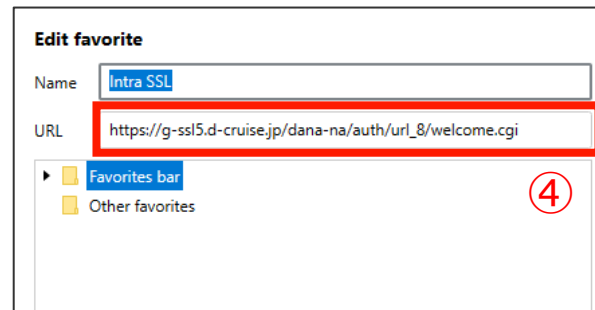 Edit favorite
Name Intra SSL
URL https://g-ssl5.d-cruise.jp/dana-na/auth/url_8/welcome.cgi
Favorites bar
Other favorites
④